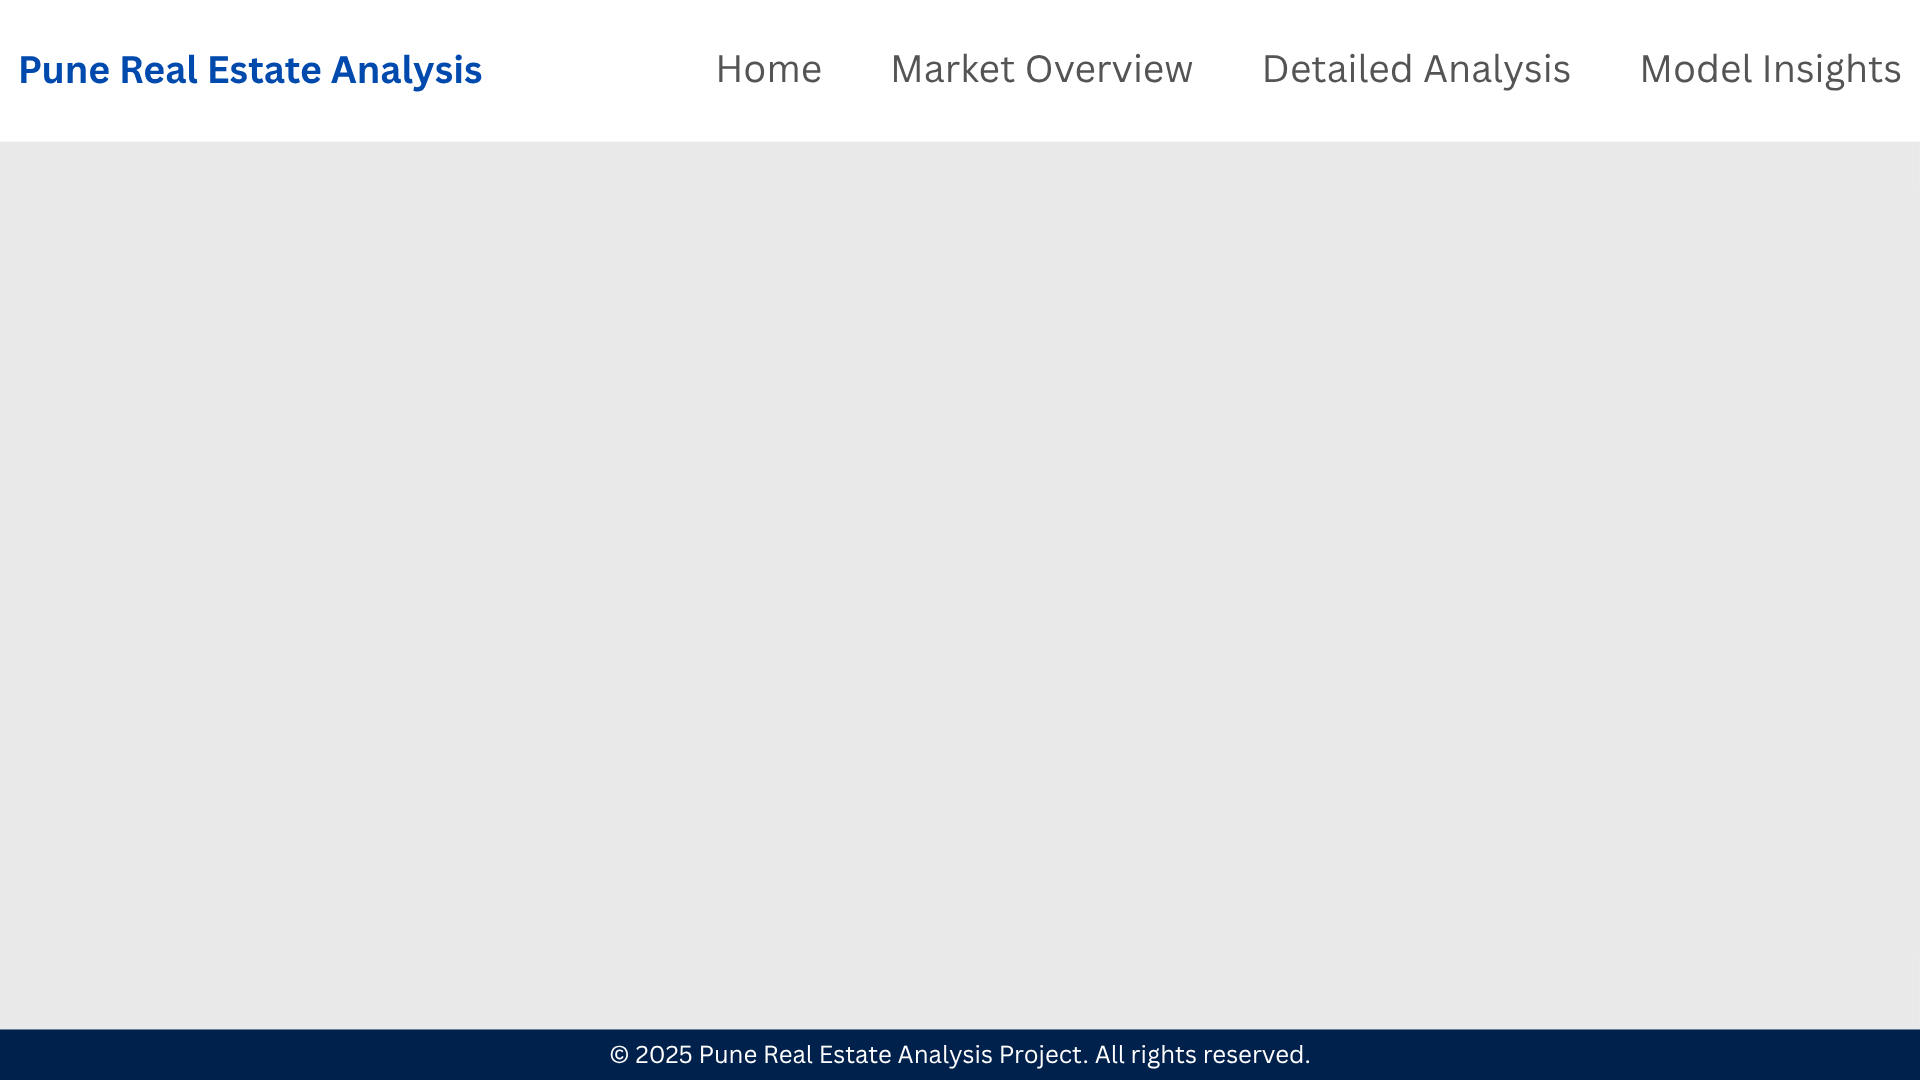 Pune Real Estate Analysis Home Market Overview Detailed Analysis Model Insights
© 2025 Pune Real Estate Analysis Project. All rights reserved.